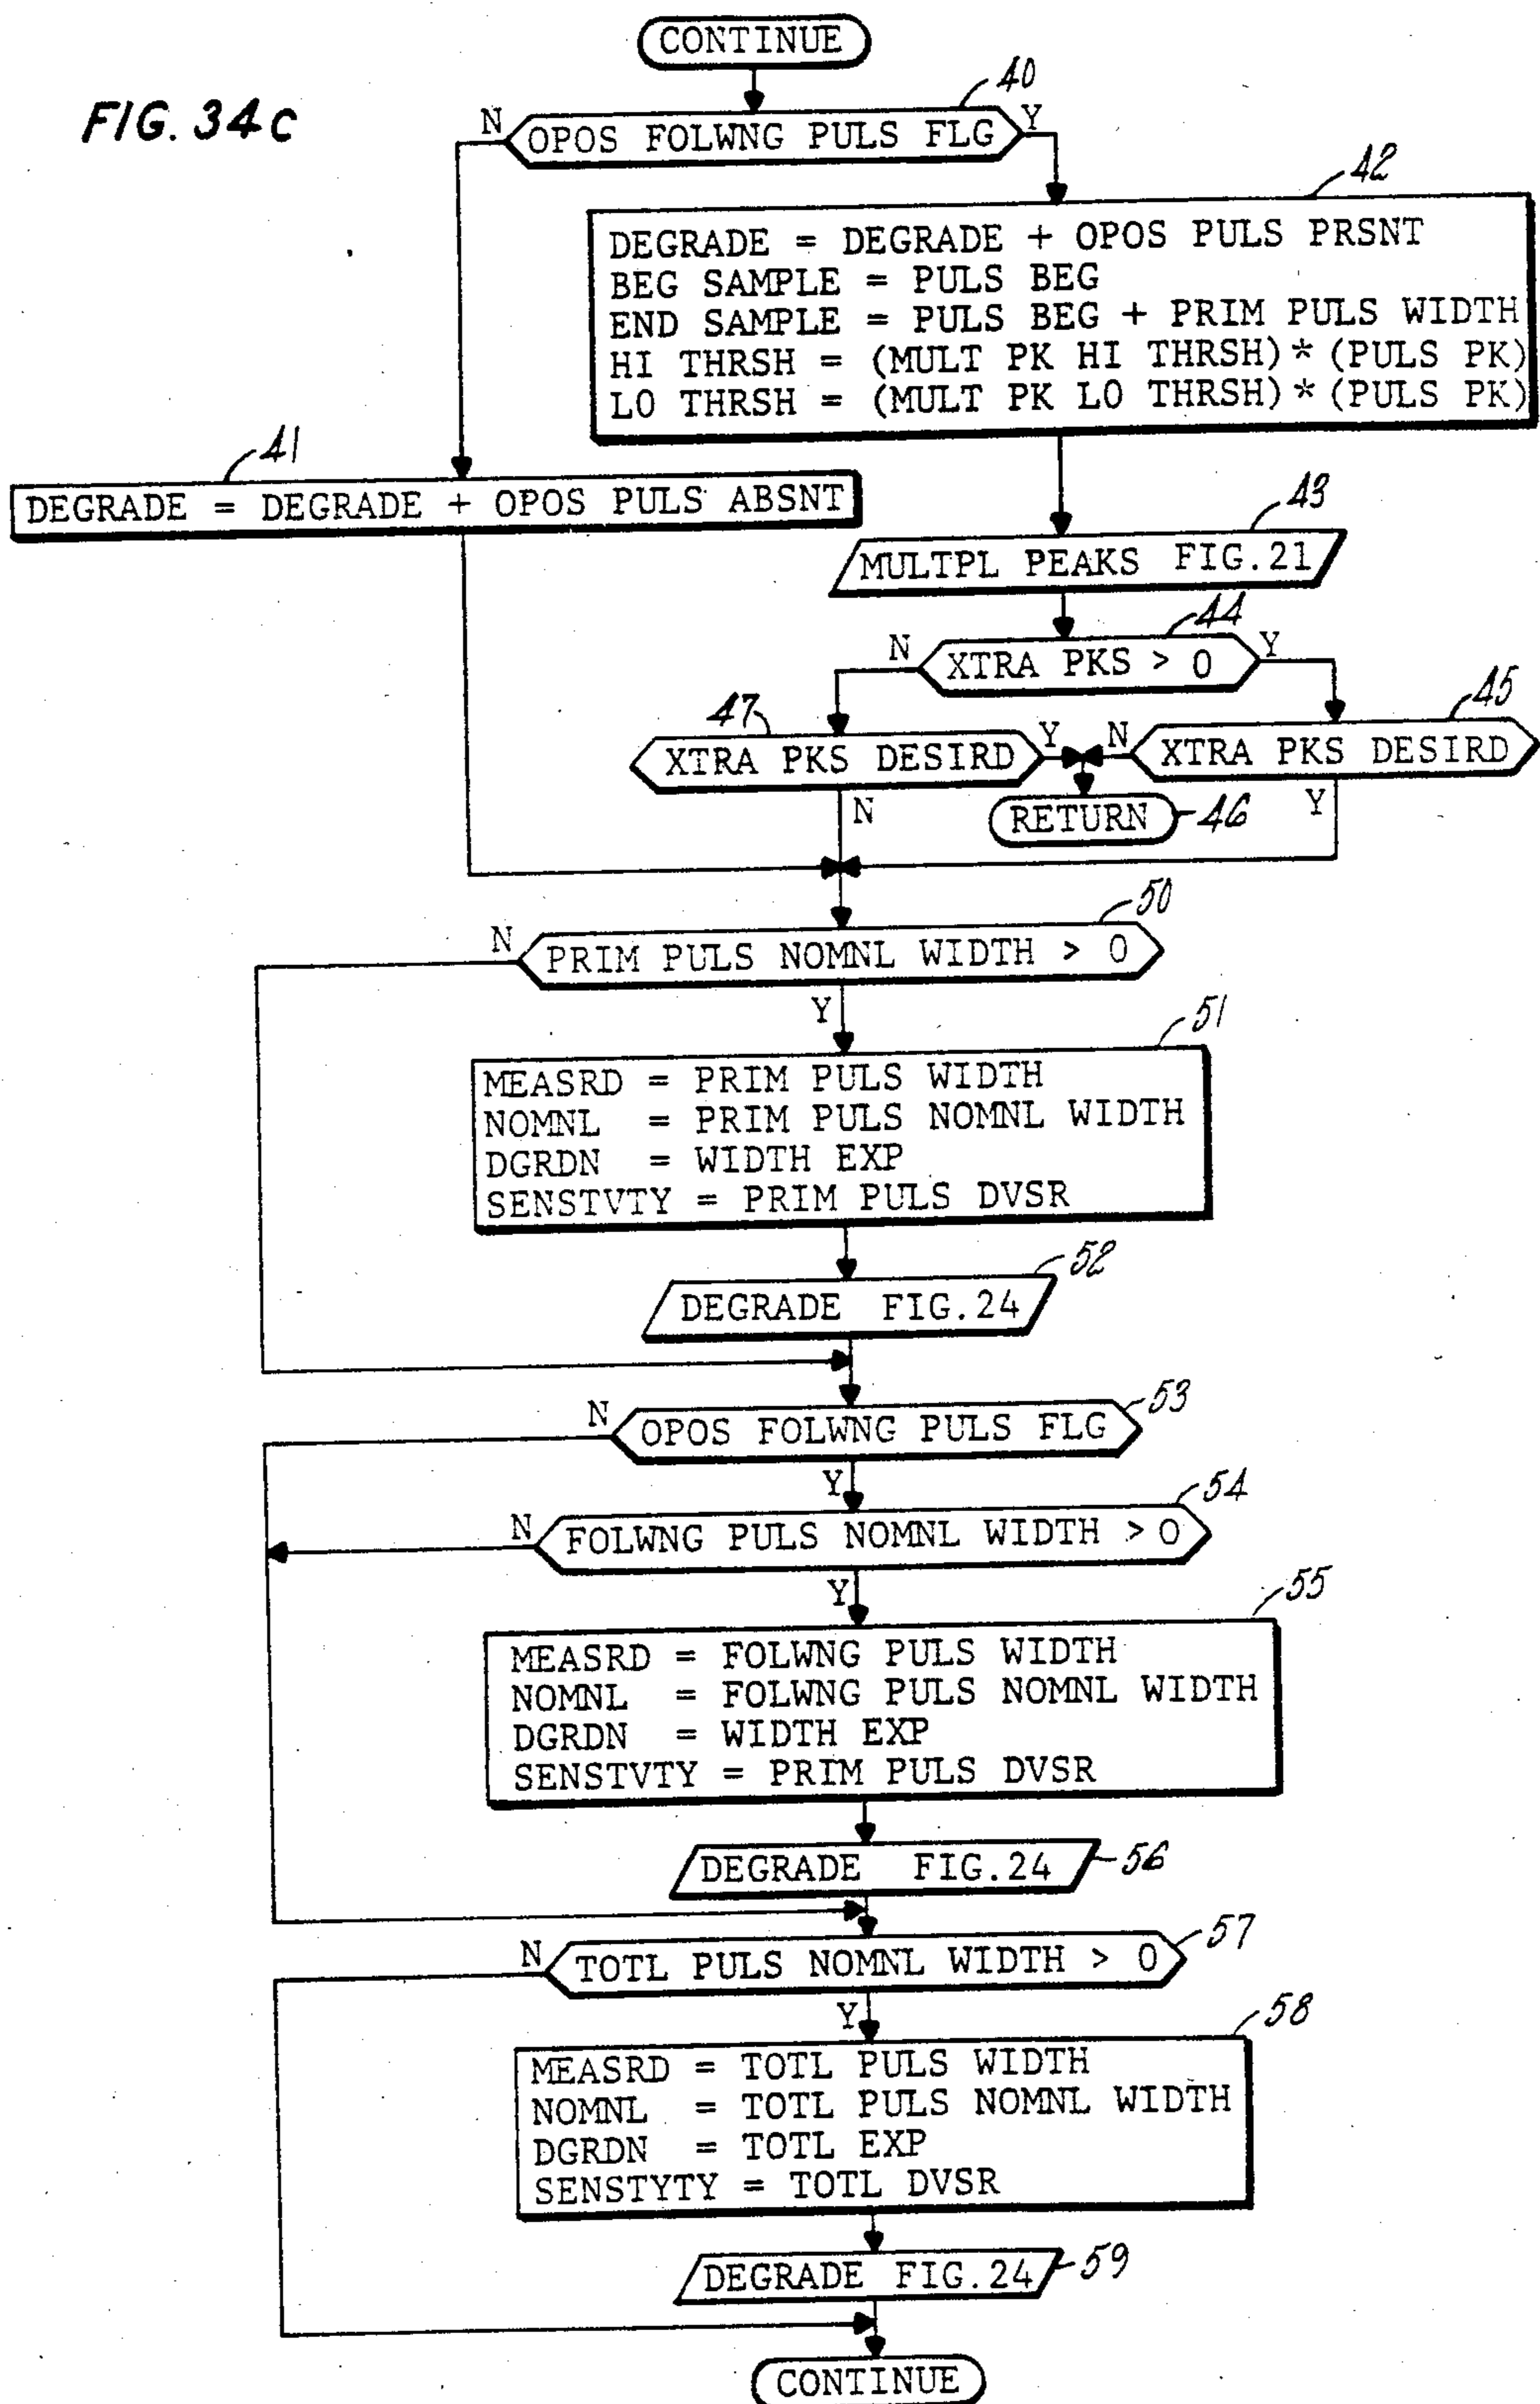 CONTINUE
FIG. 34c
40
N
OPOS FOLWNG PULS FLG
Y
42
DEGRADE = DEGRADE + OPOS PULS PRSNT
BEG SAMPLE = PULS BEG
END SAMPLE = PULS BEG + PRIM PULS WIDTH
HI THRSH = (MULT PK HI THRSH)*(PULS PK)
LO THRSH = (MULT PK LO THRSH)*(PULS PK)
41
DEGRADE = DEGRADE + OPOS PULS ABSNT
43
MULTPL PEAKS FIG.21
44
N
XTRA PKS > 0
Y
47
45
XTRA PKS DESIRD
Y
N
XTRA PKS DESIRD
N
RETURN
46
Y
50
N
PRIM PULS NOMNL WIDTH > 0
Y
51
MEASRD = PRIM PULS WIDTH
NOMNL = PRIM PULS NOMNL WIDTH
DGRDN = WIDTH EXP
SENSTVTY = PRIM PULS DVSR
52
DEGRADE FIG.24
N
OPOS FOLWNG PULS FLG
53
Y
54
N
FOLWNG PULS NOMNL WIDTH > 0
Y
55
MEASRD = FOLWNG PULS WIDTH
NOMNL = FOLWNG PULS NOMNL WIDTH
DGRDN = WIDTH EXP
SENSTVTY = PRIM PULS DVSR
DEGRADE FIG.24
56
N
TOTL PULS NOMNL WIDTH > 0
57
Y
58
MEASRD = TOTL PULS WIDTH
NOMNL = TOTL PULS NOMNL WIDTH
DGRDN = TOTL EXP
SENSTYTY = TOTL DVSR
DEGRADE FIG.24
59
CONTINUE